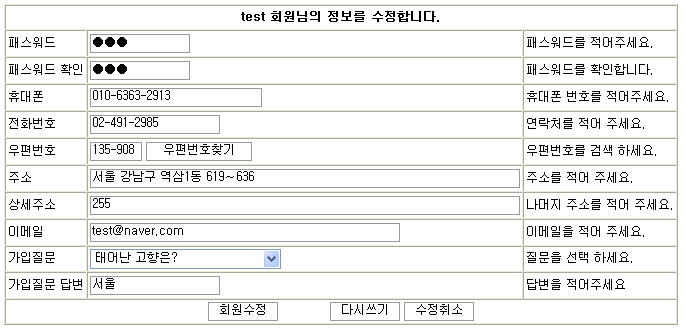 test 회원님의 정보를 수정합니다.
패스워드 ●●● 패스워드를 적어주세요.
패스워드 확인 ●●● 패스워드를 확인합니다.
휴대폰 010-6363-2913 휴대폰 번호를 적어주세요.
전화번호 02-491-2985 연락처를 적어 주세요.
우편번호 135-908 우편번호찾기 우편번호를 검색 하세요.
주소 서울 강남구 역삼1동 619~636 주소를 적어 주세요.
상세주소 255 나머지 주소를 적어 주세요.
이메일 test@naver.com 이메일을 적어 주세요.
가입질문 태어난 고향은? 질문을 선택 하세요.
가입질문 답변 서울 답변을 적어주세요
회원수정 다시쓰기 수정취소